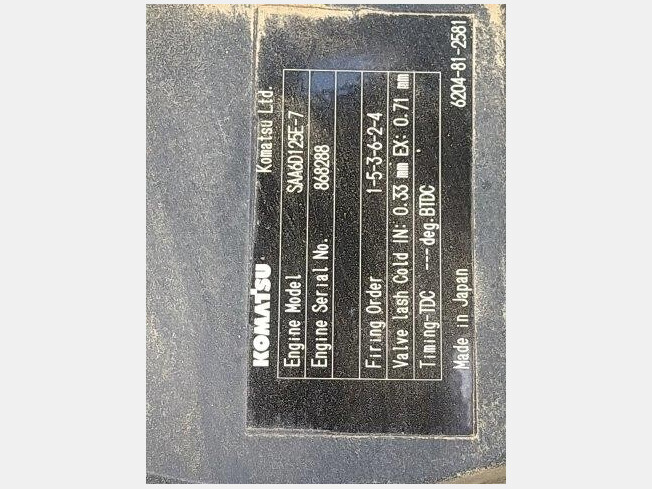 KOMATSU Komatsu Ltd.
Engine Model SAA6D125E-7
Engine Serial No. 868288
Firing Order 1-5-3-6-2-4
Valve lash Cold IN: 0.33 mm EX: 0.71 mm
Timing-TDC ---deg.BTDC
Made in Japan 6204-81-2581